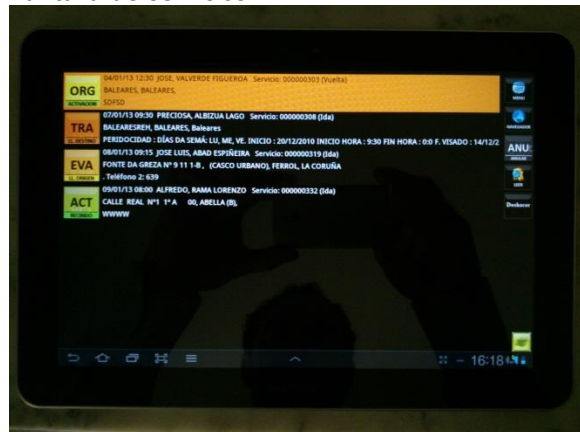 ORG
ACTIVACION
04/01/13 12:30 JOSE, VALVERDE FIGUEROA Servicio: 000000303 (Vuelta)
BALEARES, BALEARES,
SDFSD
TRA
LL. DESTINO
07/01/13 09:30 PRECIOSA, ALBIZUA LAGO Servicio: 000000308 (Ida)
BALEARESREH, BALEARES, Baleares
PERIODICIDAD : DÍAS DA SEMÁ: LU, ME, VE. INICIO : 20/12/2010 INICIO HORA : 9:30 FIN HORA : 0:0 F. VISADO : 14/12/2
EVA
LL. ORIGEN
08/01/13 09:15 JOSE LUIS, ABAD ESPIÑEIRA Servicio: 000000319 (Ida)
FONTE DA GREZA Nº 9 11 1-B , (CASCO URBANO), FERROL, LA CORUÑA
. Teléfono 2: 639
ACT
RECIBIDO
09/01/13 08:00 ALFREDO, RAMA LORENZO Servicio: 000000332 (Ida)
CALLE REAL Nº1 1º A 00, ABELLA (B),
WWWW
MENU
NAVEGADOR
ANU:
ANULAR
Deshacer
16:18